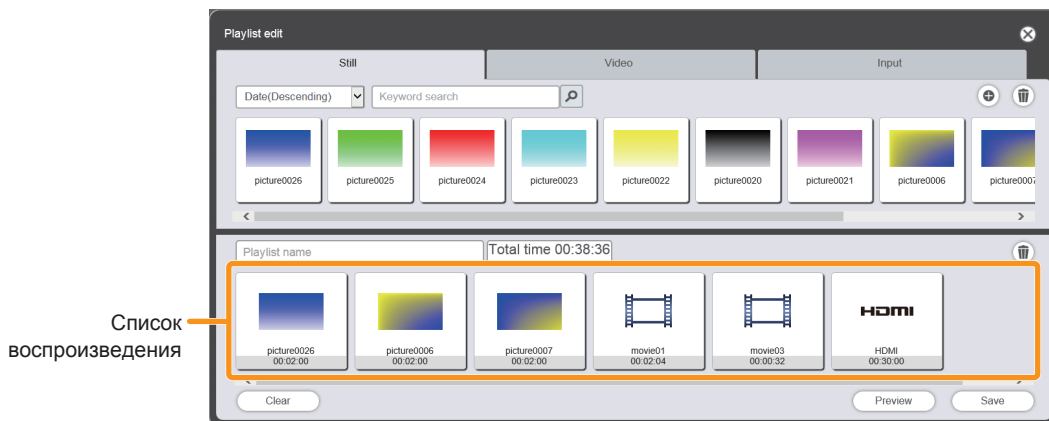 Playlist edit
Still Video Input
Date(Descending) Keyword search
picture0026 picture0025 picture0024 picture0023 picture0022 picture0020 picture0021 picture0006 picture0007
Playlist name Total time 00:38:36
Список
воспроизведения
HDMI
picture0026 picture0006 picture0007 movie01 movie03 HDMI
00:02:00 00:02:00 00:02:00 00:02:04 00:00:32 00:30:00
Clear Preview Save